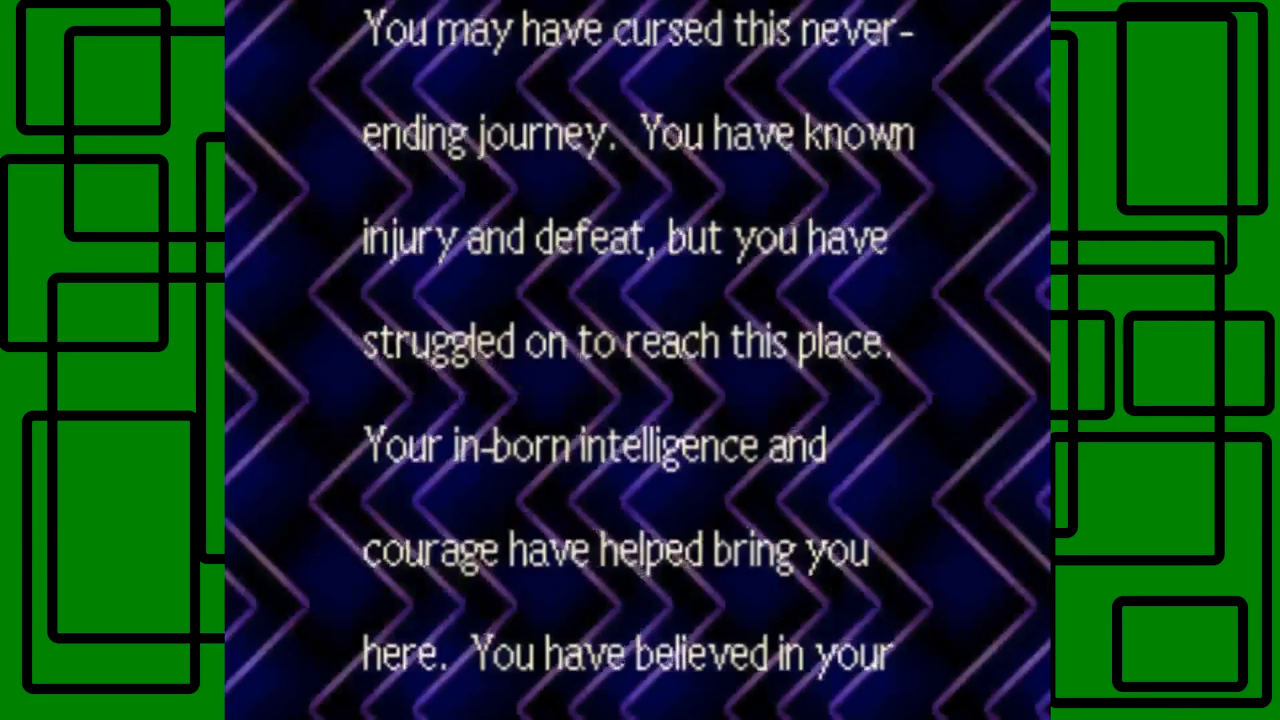 You may have cursed this never-
ending journey.  You have known
injury and defeat, but you have
struggled on to reach this place.
Your in-born intelligence and
courage have helped bring you
here.  You have believed in your